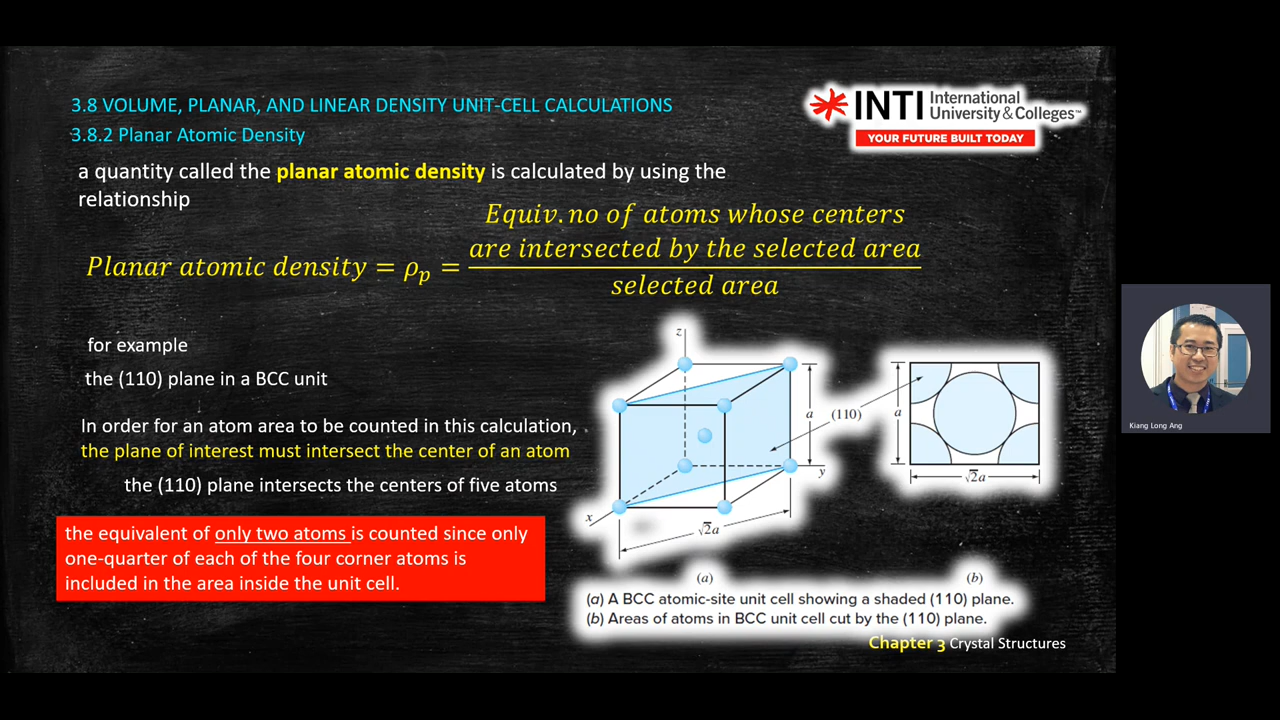 3.8 VOLUME, PLANAR, AND LINEAR DENSITY UNIT-CELL CALCULATIONS
3.8.2 Planar Atomic Density
INTI International
University & Colleges™
YOUR FUTURE BUILT TODAY
a quantity called the planar atomic density is calculated by using the
relationship
Equiv.no of atoms whose centers
are intersected by the selected area
Planar atomic density = ρp =
selected area
for example
the (110) plane in a BCC unit
In order for an atom area to be counted in this calculation,
the plane of interest must intersect the center of an atom
the (110) plane intersects the centers of five atoms
the equivalent of only two atoms is counted since only
one-quarter of each of the four corner atoms is
included in the area inside the unit cell.
z
a
(110)
a
y
x
√2a
√2a
(a)
(b)
(a) A BCC atomic-site unit cell showing a shaded (110) plane.
(b) Areas of atoms in BCC unit cell cut by the (110) plane.
Chapter 3 Crystal Structures
Kiang Long Ang